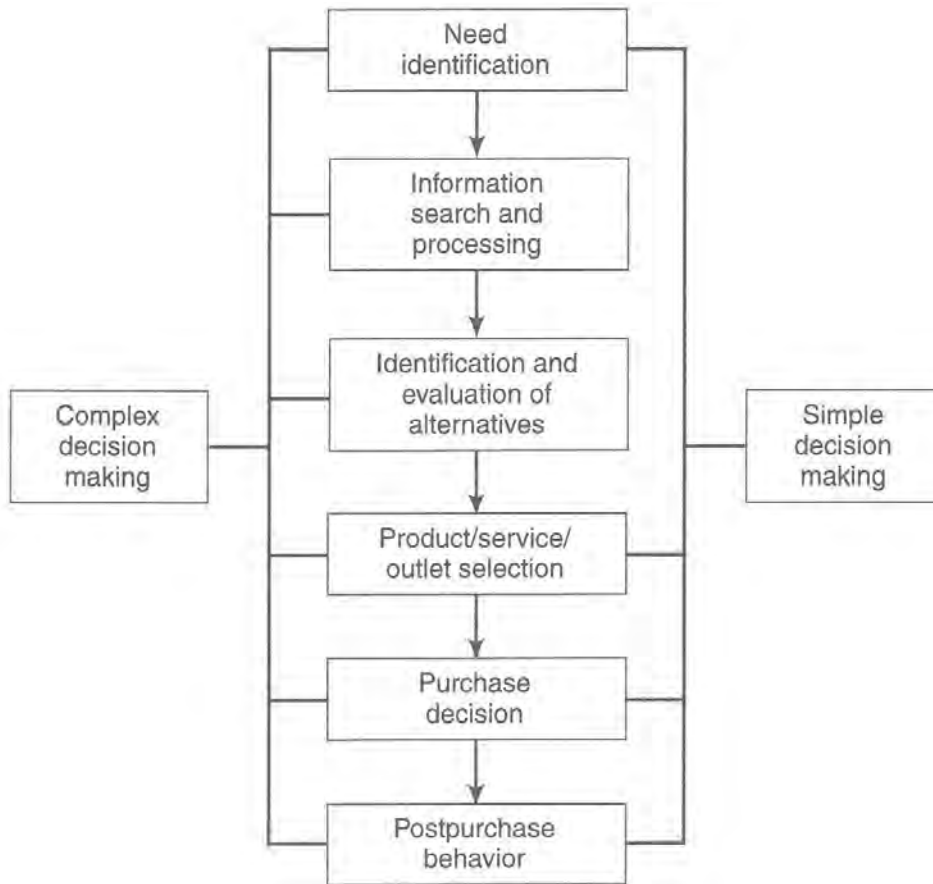 Need
identification
Information
search and
processing
Identification and
evaluation of
alternatives
Complex
decision
making
Simple
decision
making
Product/service/
outlet selection
Purchase
decision
Postpurchase
behavior